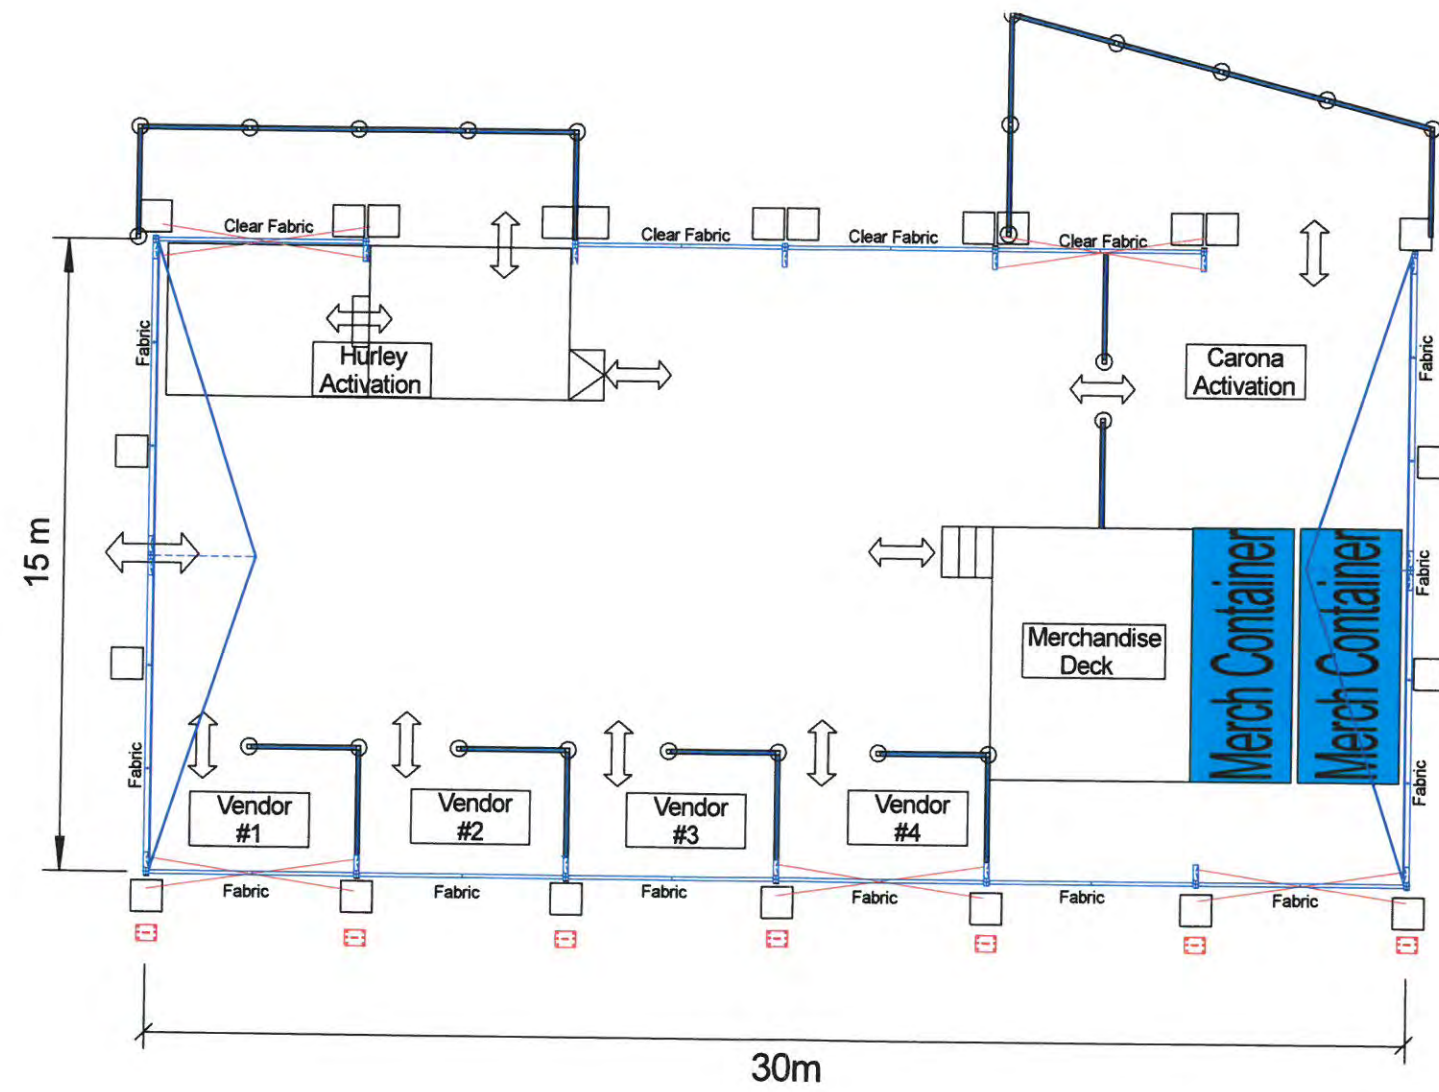 Clear Fabric
Clear Fabric
Clear Fabric
Clear Fabric
Fabric
Hurley
Activation
Carona
Activation
Fabric
15 m
Fabric
Merchandise
Deck
Merch Container
Merch Container
Fabric
Fabric
Vendor
#1
Vendor
#2
Vendor
#3
Vendor
#4
Fabric
Fabric
Fabric
Fabric
Fabric
Fabric
30m